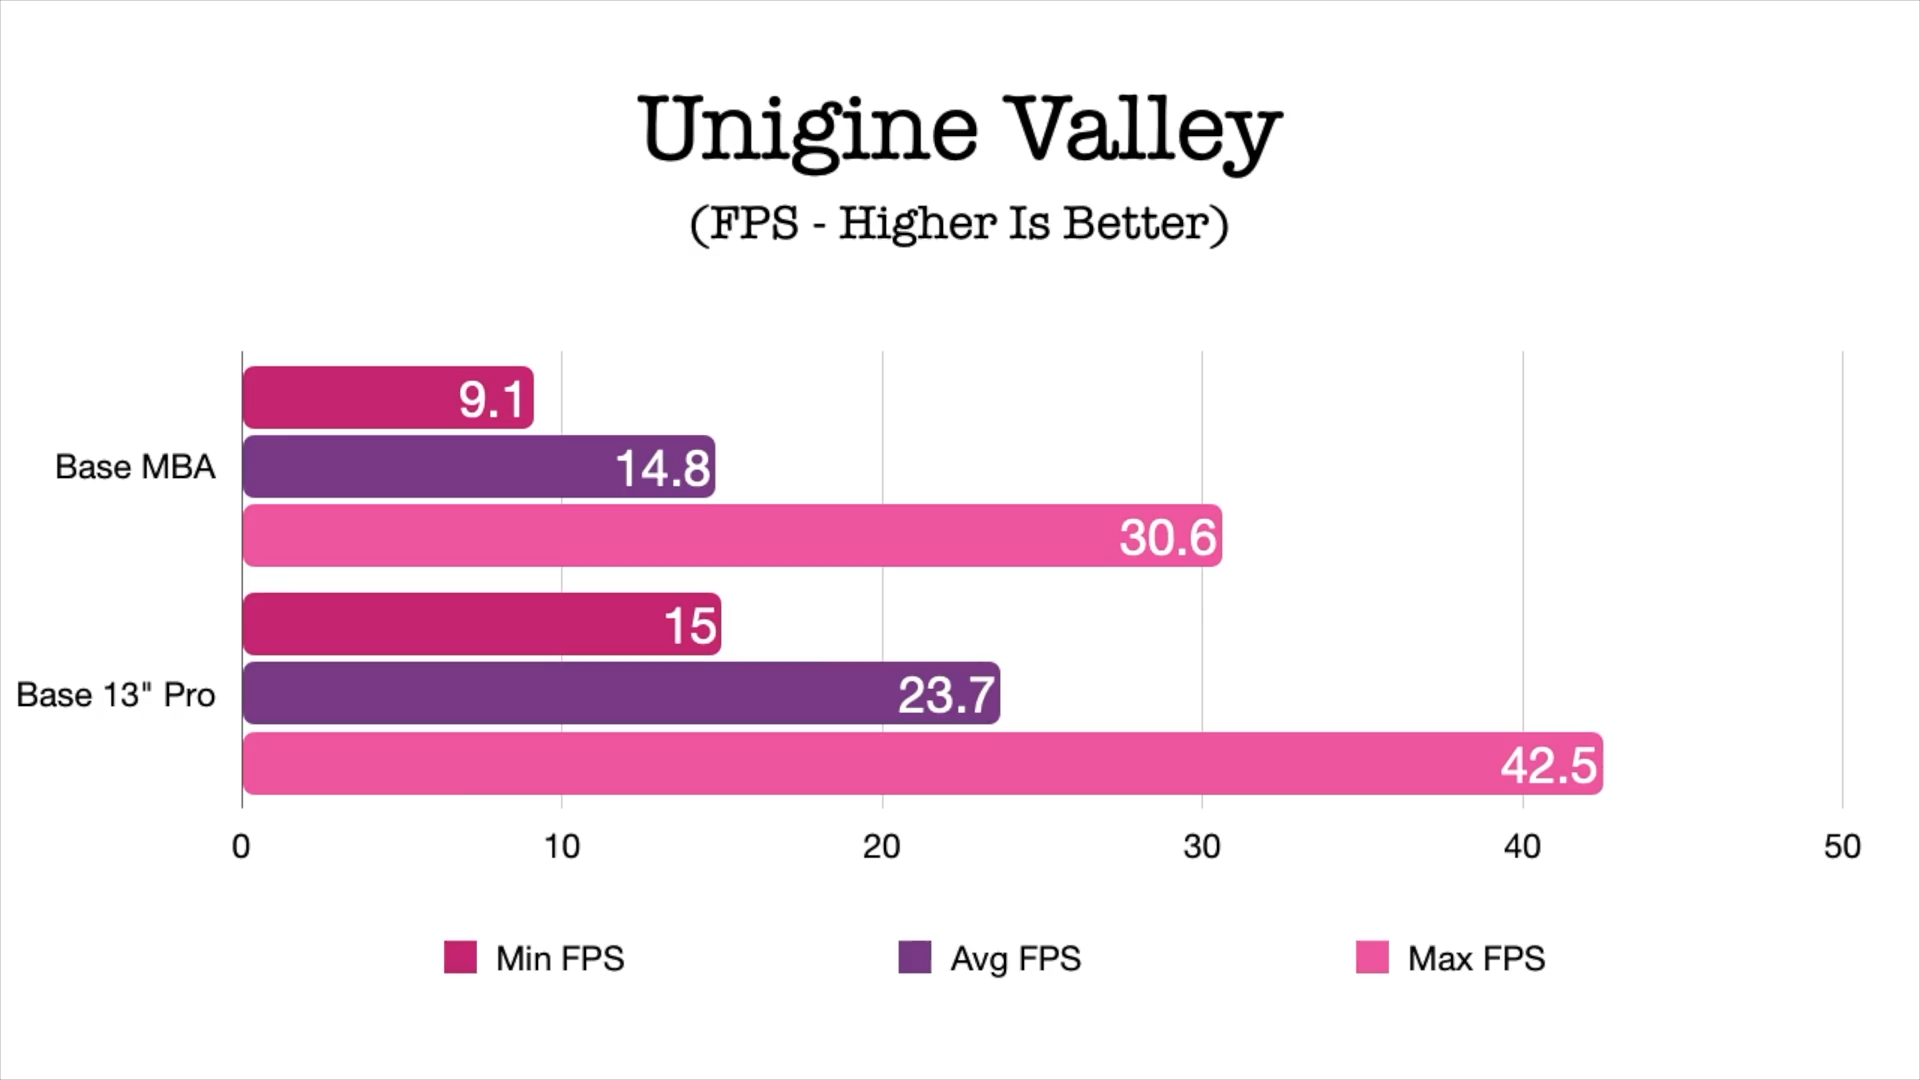 Unigine Valley
(FPS - Higher Is Better)
Base MBA
9.1
14.8
30.6
Base 13" Pro
15
23.7
42.5
0 10 20 30 40 50
Min FPS Avg FPS Max FPS